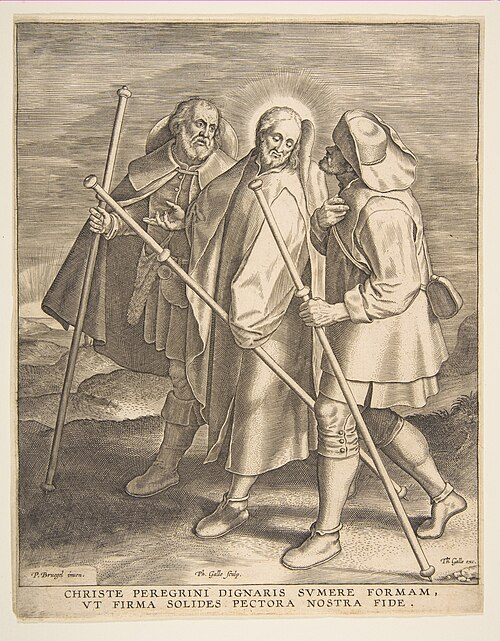 P. Bruegel inuen.
Ph. Galle sculp.
Th. Galle exc.
CHRISTE PEREGRINI DIGNARIS SVMERE FORMAM,
VT FIRMA SOLIDES PECTORA NOSTRA FIDE.